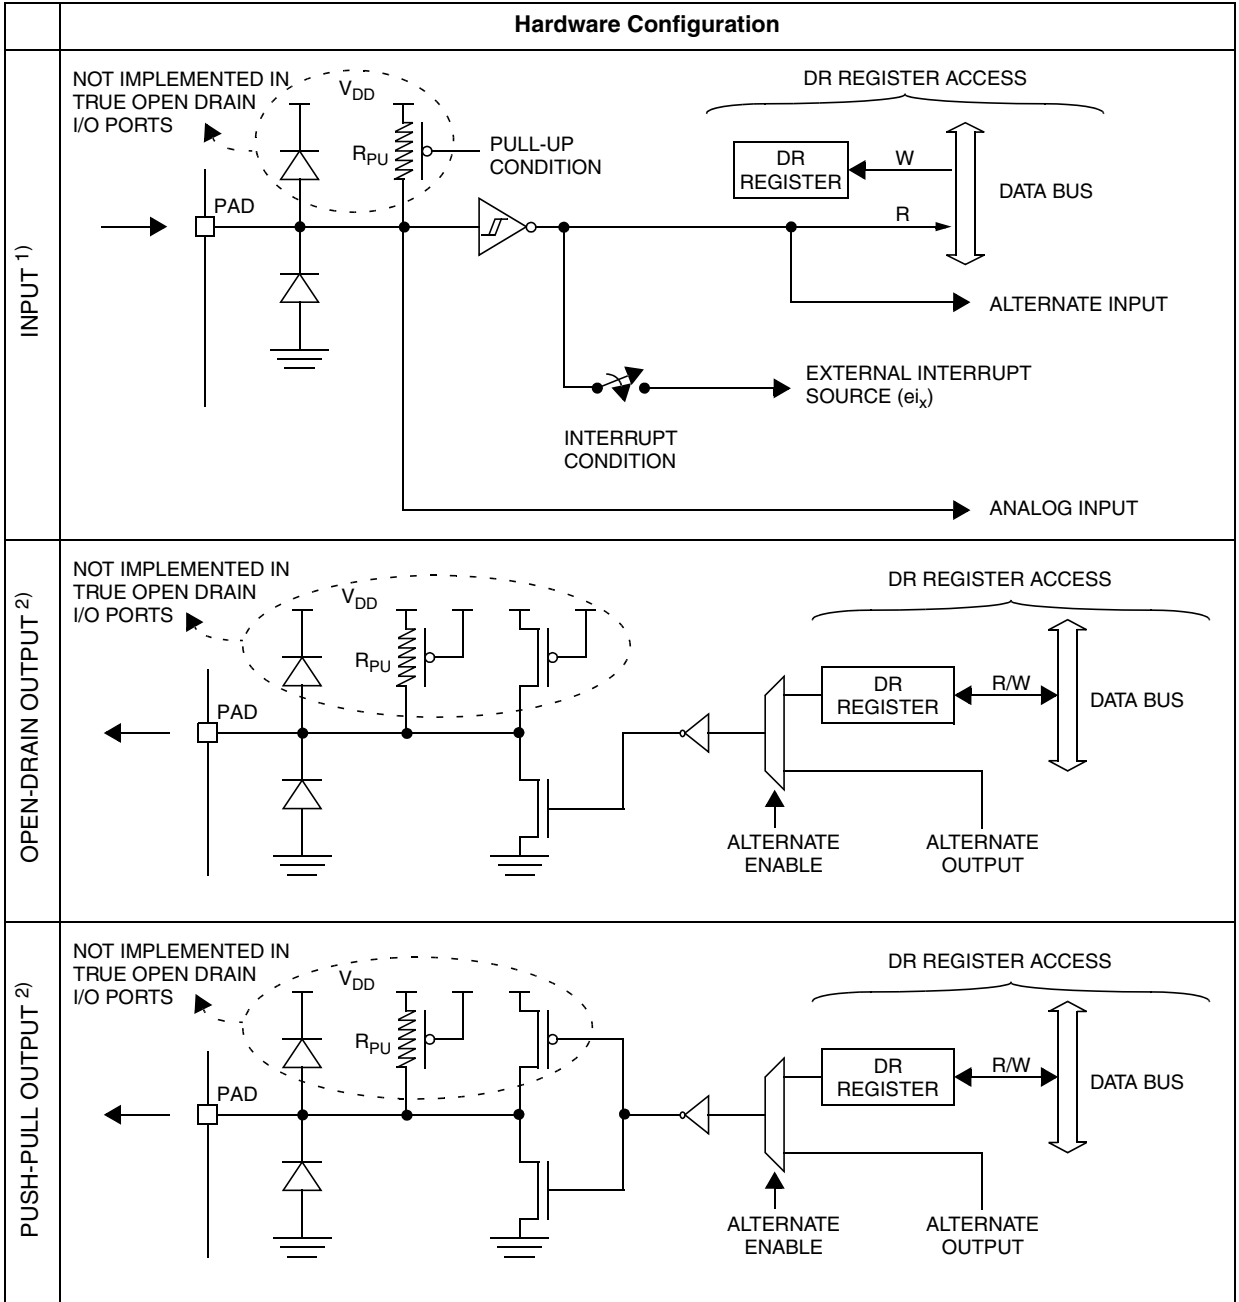 Hardware Configuration
INPUT 1)
NOT IMPLEMENTED IN
TRUE OPEN DRAIN
I/O PORTS
VDD
RPU
PULL-UP
CONDITION
PAD
DR REGISTER ACCESS
DR
REGISTER
W
R
DATA BUS
ALTERNATE INPUT
EXTERNAL INTERRUPT
SOURCE (eix)
INTERRUPT
CONDITION
ANALOG INPUT
OPEN-DRAIN OUTPUT 2)
NOT IMPLEMENTED IN
TRUE OPEN DRAIN
I/O PORTS
VDD
RPU
PAD
DR REGISTER ACCESS
DR
REGISTER
R/W
DATA BUS
ALTERNATE
ENABLE
ALTERNATE
OUTPUT
PUSH-PULL OUTPUT 2)
NOT IMPLEMENTED IN
TRUE OPEN DRAIN
I/O PORTS
VDD
RPU
PAD
DR REGISTER ACCESS
DR
REGISTER
R/W
DATA BUS
ALTERNATE
ENABLE
ALTERNATE
OUTPUT